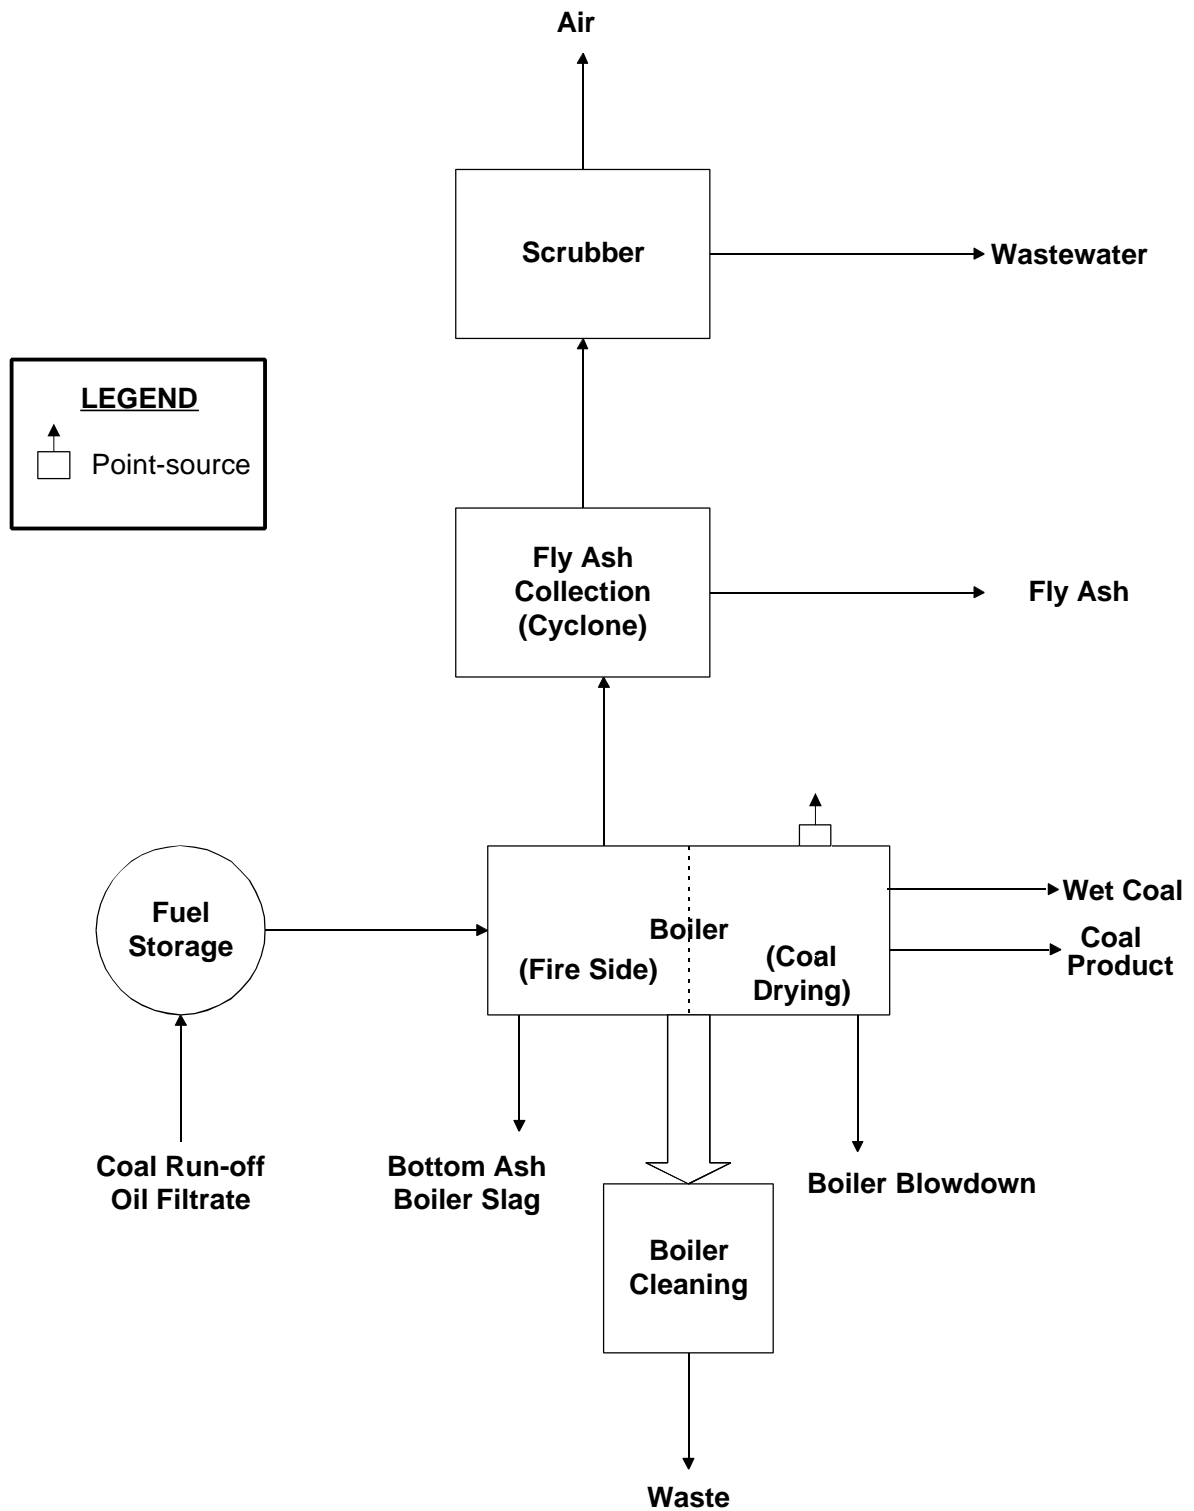 Air
Scrubber
Wastewater
LEGEND
Point-source
Fly Ash
Collection
(Cyclone)
Fly Ash
Fuel
Storage
Boiler
(Fire Side)
(Coal
Drying)
Wet Coal
Coal
Product
Coal Run-off
Oil Filtrate
Bottom Ash
Boiler Slag
Boiler Blowdown
Boiler
Cleaning
Waste